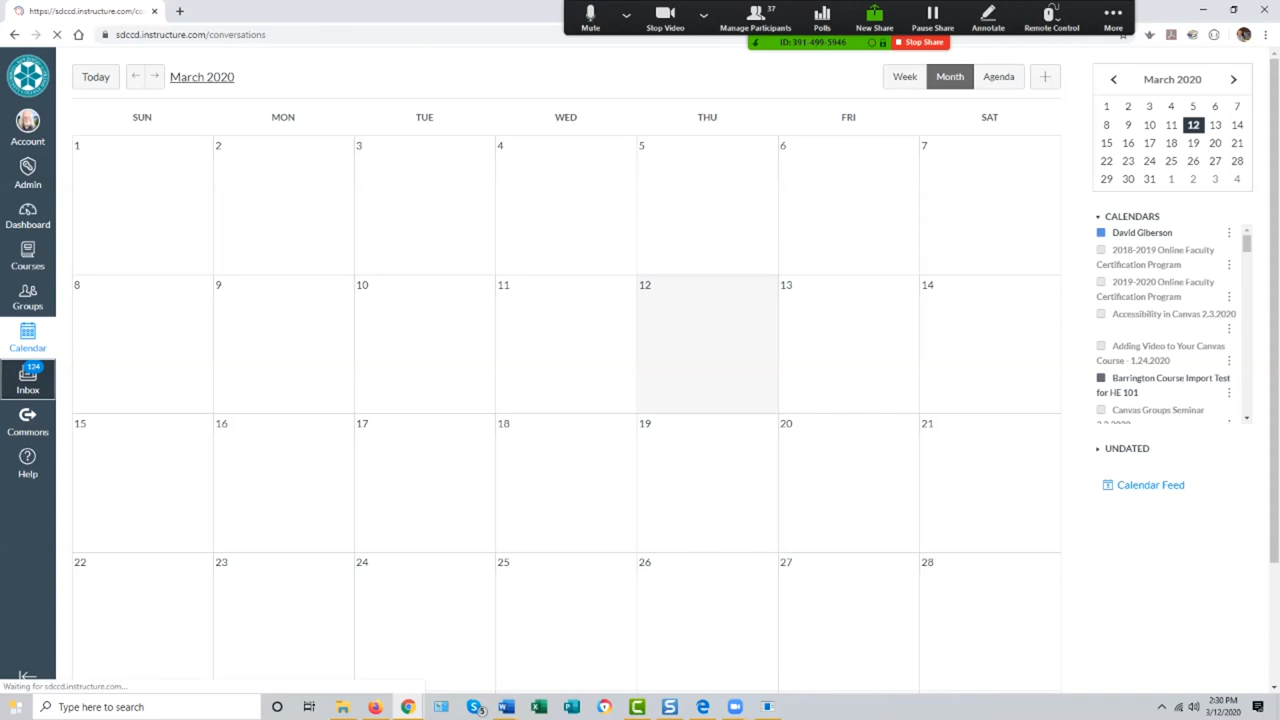 https://sdccd.instructure.com/co
Mute
Stop Video
37
Manage Participants
Polls
New Share
Pause Share
Annotate
Remote Control
More
ID: 391-499-5946
Stop Share
sdccd.instructure.com/conversations
Today
March 2020
Week
Month
Agenda
SUN
MON
TUE
WED
THU
FRI
SAT
1
2
3
4
5
6
7
8
9
10
11
12
13
14
15
16
17
18
19
20
21
22
23
24
25
26
27
28
Account
Admin
Dashboard
Courses
Groups
Calendar
124
Inbox
Commons
Help
March 2020
1 2 3 4 5 6 7
8 9 10 11 12 13 14
15 16 17 18 19 20 21
22 23 24 25 26 27 28
29 30 31 1 2 3 4
CALENDARS
David Giberson
2018-2019 Online Faculty
Certification Program
2019-2020 Online Faculty
Certification Program
Accessibility in Canvas 2.3.2020
Adding Video to Your Canvas
Course - 1.24.2020
Barrington Course Import Test
for HE 101
Canvas Groups Seminar
UNDATED
Calendar Feed
Waiting for sdccd.instructure.com...
Type here to search
5
2:30 PM
3/12/2020